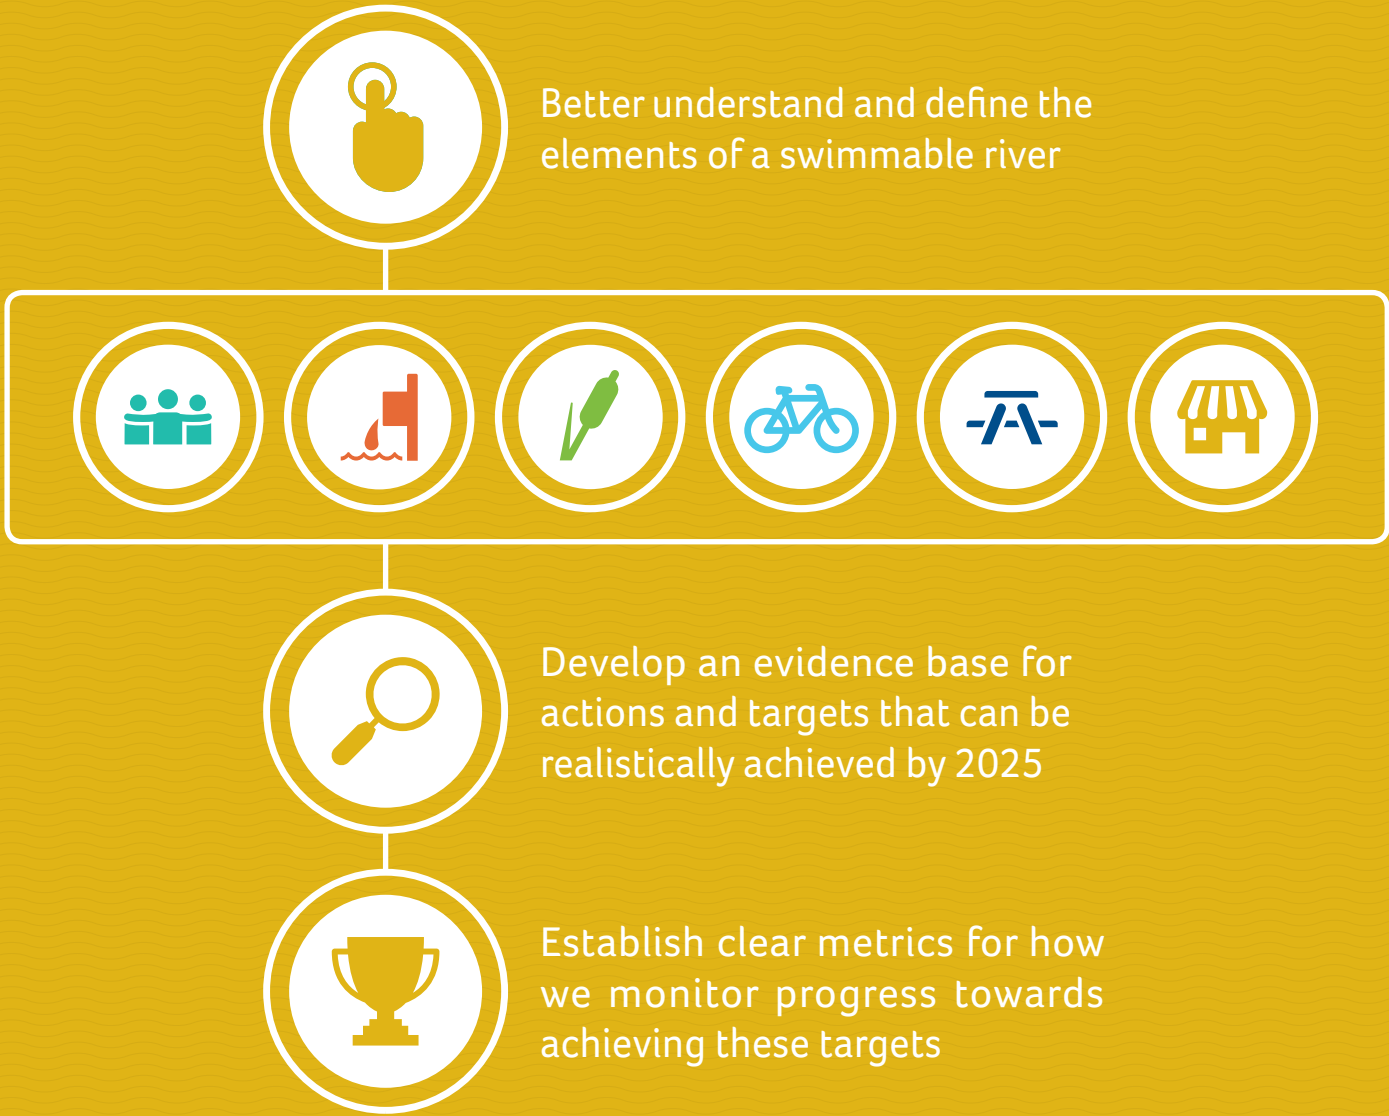 Better understand and define the
elements of a swimmable river
Develop an evidence base for
actions and targets that can be
realistically achieved by 2025
Establish clear metrics for how
we monitor progress towards
achieving these targets